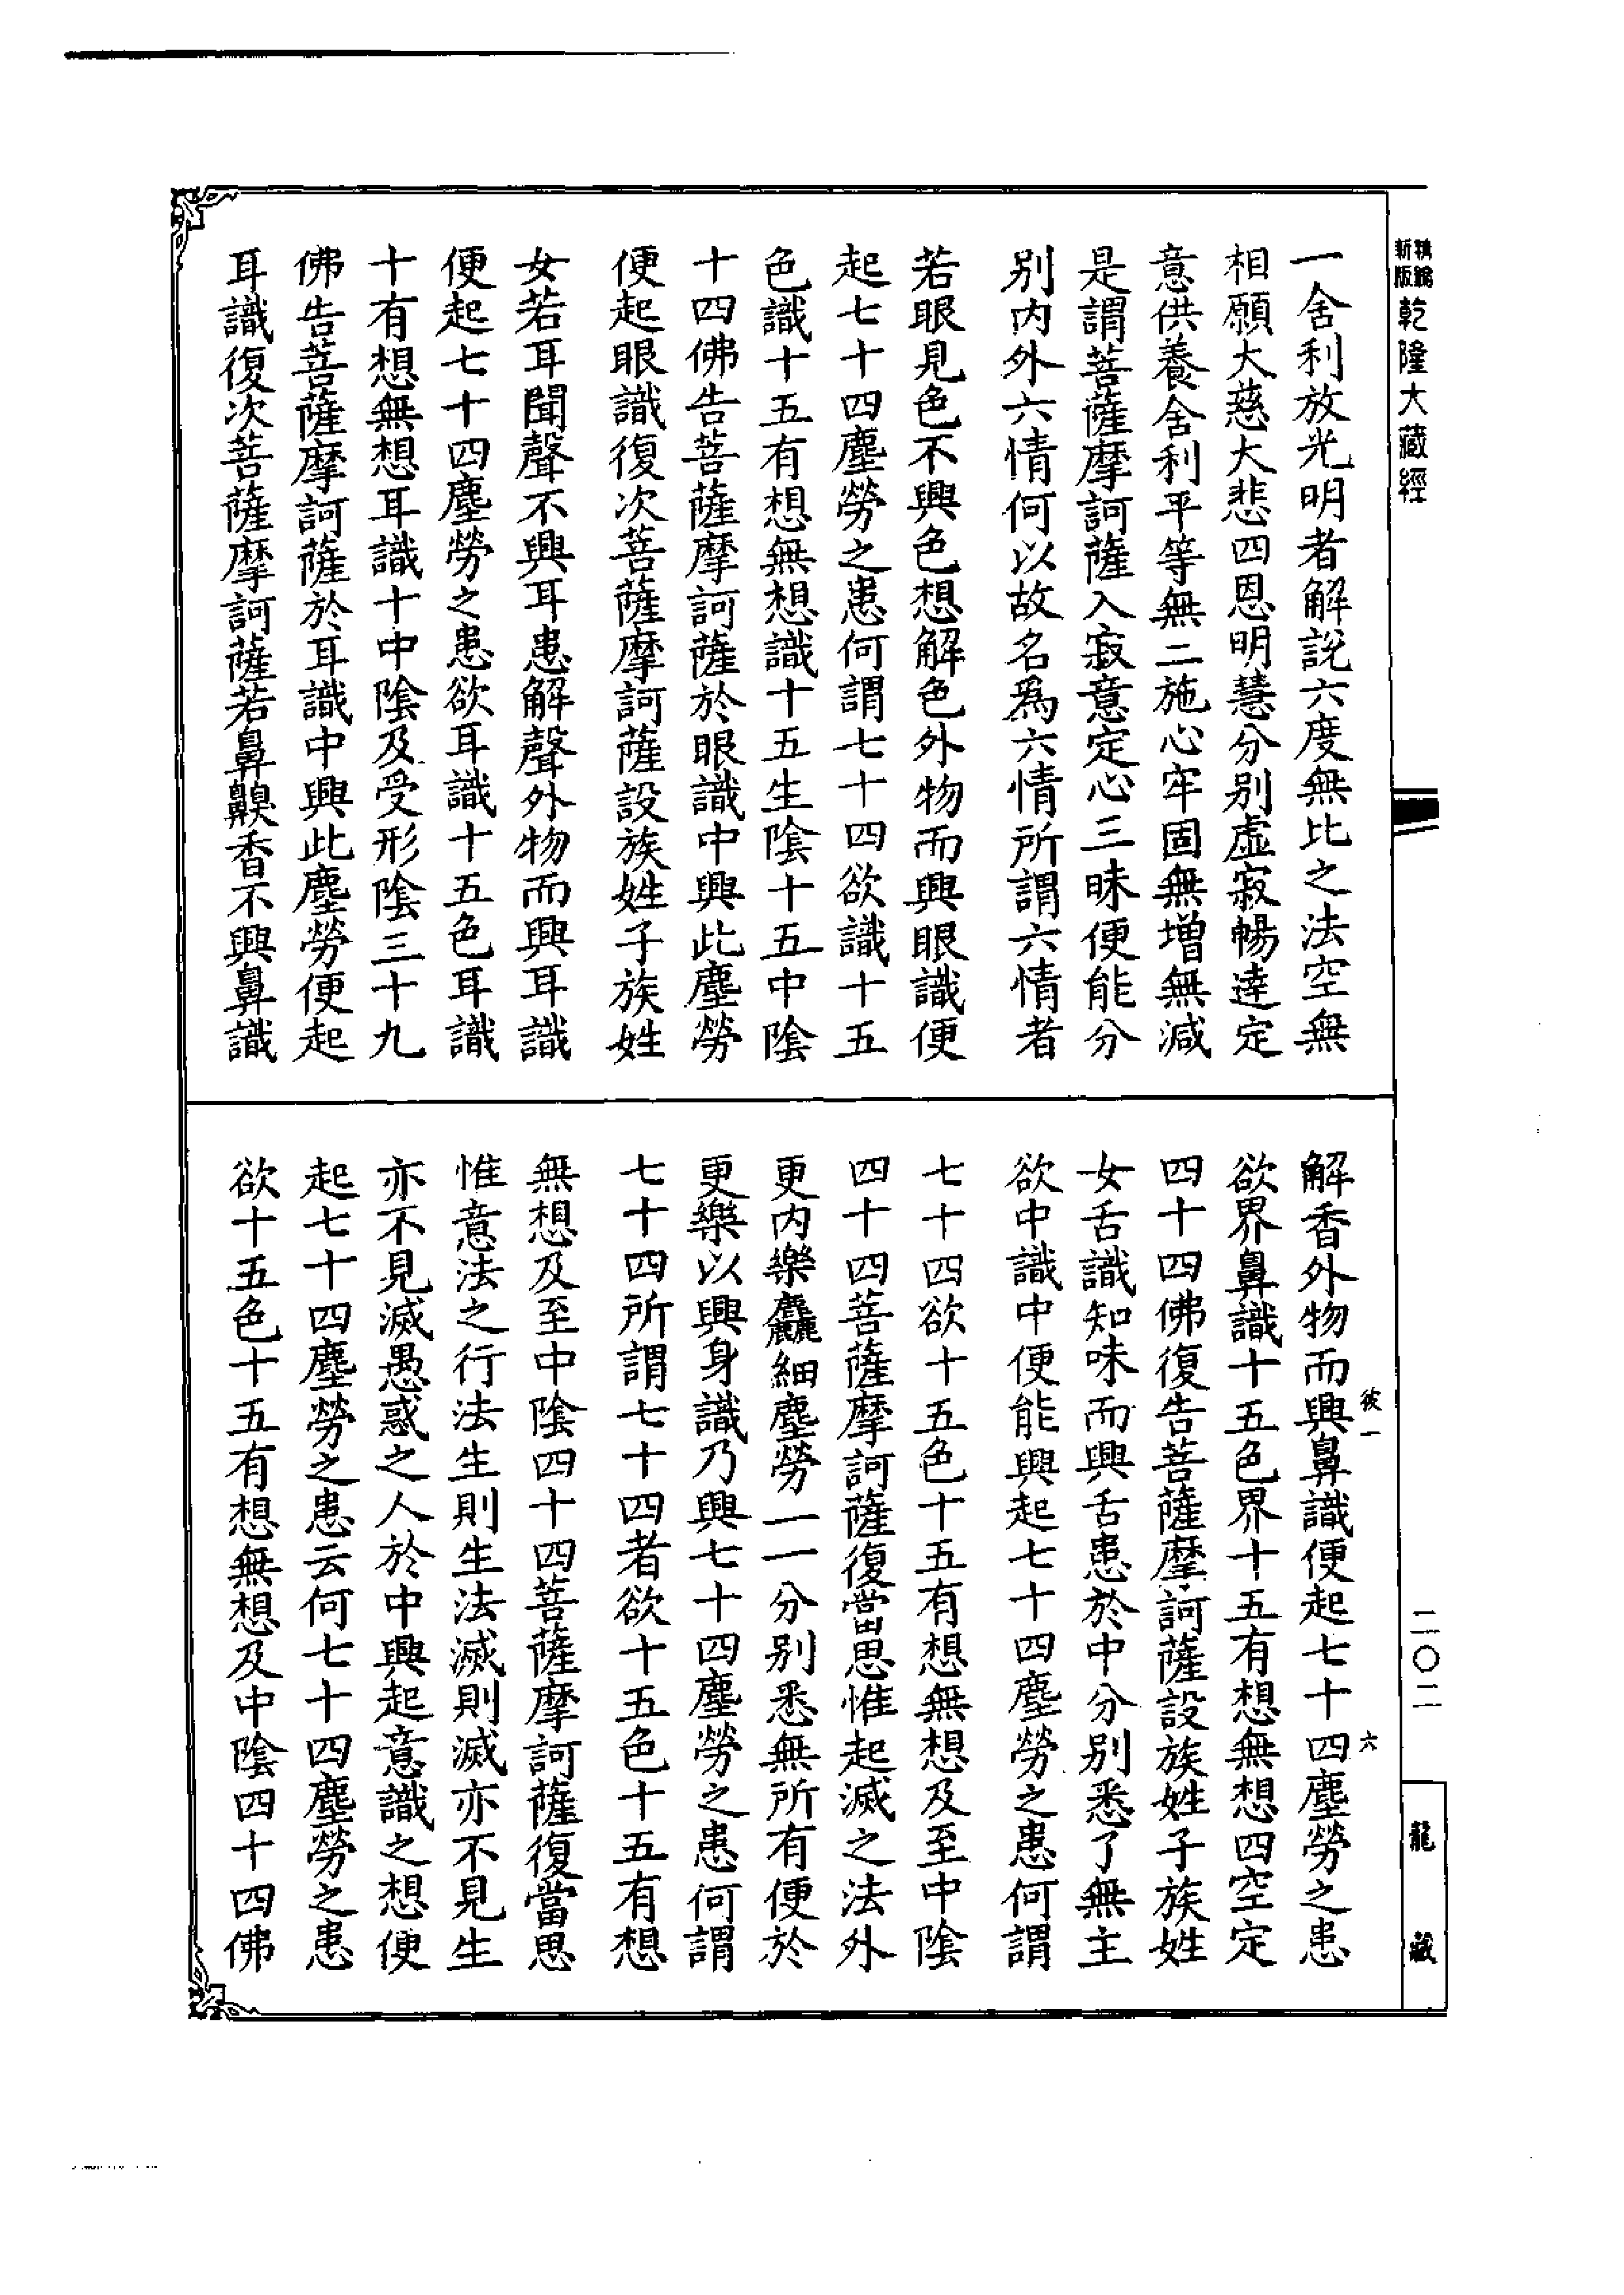 新版精編乾隆大藏經
一舍利放光明者解說六度無比之法空無
相願大慈大悲四恩明慧分別虛寂暢達定
意供養舍利平等無二施心牢固無增無減
是謂菩薩摩訶薩入寂意定心三昧便能分
別內外六情何以故名爲六情所謂六情者
若眼見色不興色想解色外物而興眼識便
起七十四塵勞之患何謂七十四欲識十五
色識十五有想無想識十五生陰十五中陰
十四佛告菩薩摩訶薩於眼識中興此塵勞
便起眼識復次菩薩摩訶薩設族姓子族姓
女若耳聞聲不興耳患解聲外物而興耳識
便起七十四塵勞之患欲耳識十五色耳識
十有想無想耳識十中陰及受形陰三十九
佛告菩薩摩訶薩於耳識中興此塵勞便起
耳識復次菩薩摩訶薩若鼻齅香不興鼻識
解香外物而興鼻識便起七十四塵勞之患
欲界鼻識十五色界十五有想無想四空定
四十四佛復告菩薩摩訶薩設族姓子族姓
女舌識知味而興舌患於中分別悉了無主
欲中識中便能興起七十四塵勞之患何謂
七十四欲十五色十五有想無想及至中陰
四十四菩薩摩訶薩復當思惟起滅之法外
更內樂麤細塵勞一一分別悉無所有便於
更樂以興身識乃興七十四塵勞之患何謂
七十四所謂七十四者欲十五色十五有想
無想及至中陰四十四菩薩摩訶薩復當思
惟意法之行法生則生法滅則滅亦不見生
亦不見滅愚惑之人於中興起意識之想便
起七十四塵勞之患云何七十四塵勞之患
欲十五色十五有想無想及中陰四十四佛
彼一
六
二〇二
龍藏